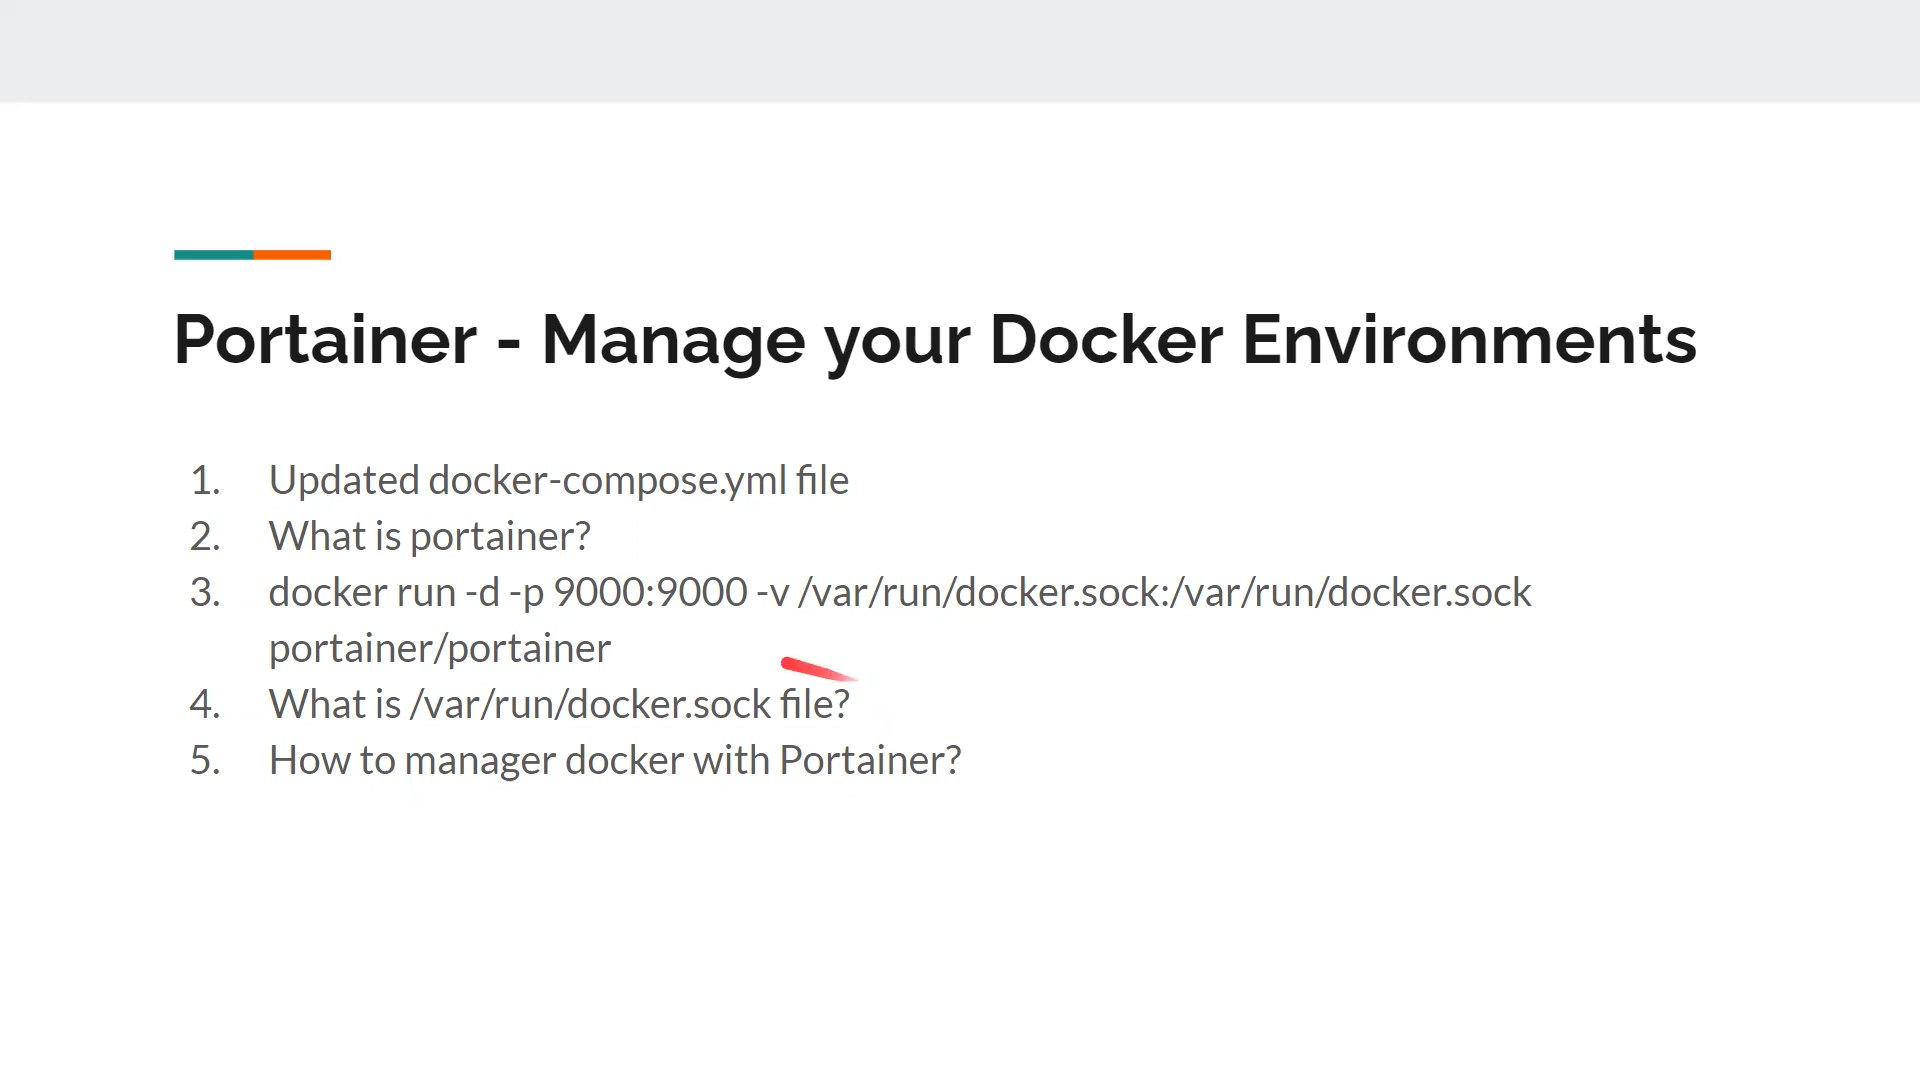 Portainer - Manage your Docker Environments
1. Updated docker-compose.yml file
2. What is portainer?
3. docker run -d -p 9000:9000 -v /var/run/docker.sock:/var/run/docker.sock
portainer/portainer
4. What is /var/run/docker.sock file?
5. How to manager docker with Portainer?